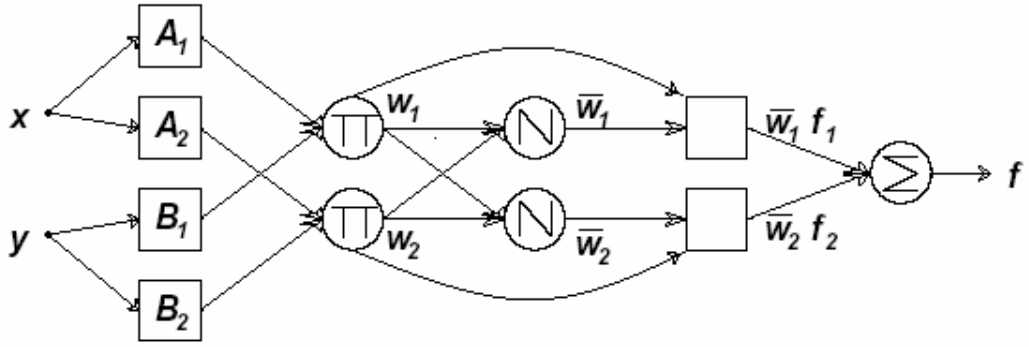 A₁
x
A₂
B₁
y
B₂
Π
w₁
Π
w₂
N
w̅₁
N
w̅₂
w̅₁ f₁
w̅₂ f₂
Σ
f